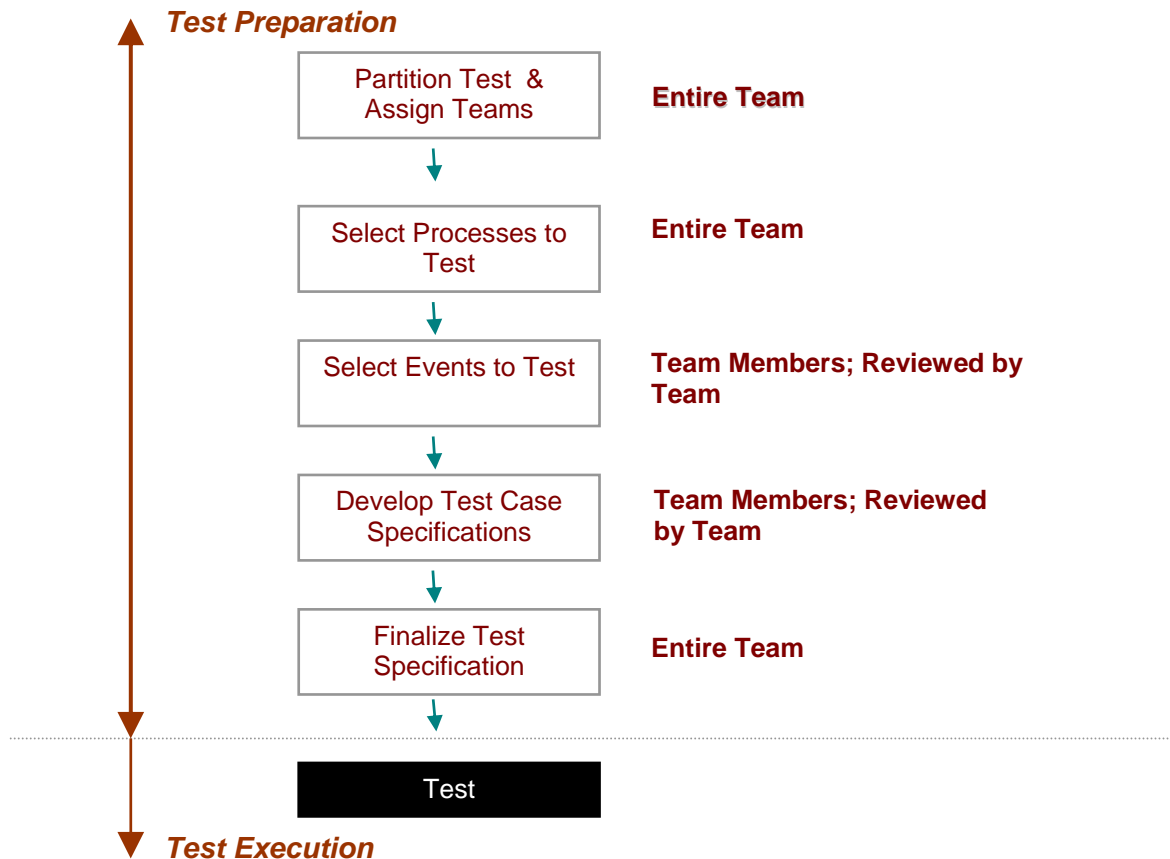 Test Preparation
Partition Test &
Assign Teams
Entire Team
Select Processes to
Test
Entire Team
Select Events to Test
Team Members; Reviewed by
Team
Develop Test Case
Specifications
Team Members; Reviewed
by Team
Finalize Test
Specification
Entire Team
Test
Test Execution